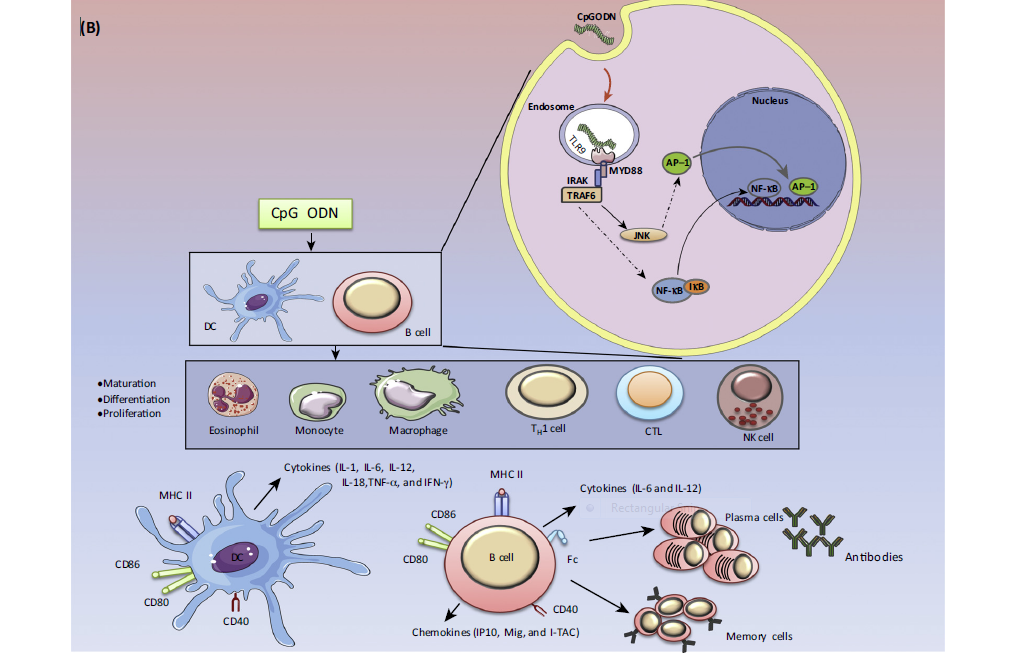 (B)
CpGODN
Endosome
Nucleus
TLR9
MYD88
IRAK
TRAF6
AP–1
NF-κB
AP–1
JNK
NF-κB
IκB
CpG ODN
DC
B cell
•Maturation
•Differentiation
•Proliferation
Eosinophil
Monocyte
Macrophage
TH1 cell
CTL
NK cell
Cytokines (IL-1, IL-6, IL-12,
IL-18,TNF-α, and IFN-γ)
MHC II
DC
CD86
CD80
CD40
MHC II
Cytokines (IL-6 and IL-12)
Rectangular
CD86
CD80
B cell
Fc
CD40
Chemokines (IP10, Mig, and I-TAC)
Plasma cells
Antibodies
Memory cells